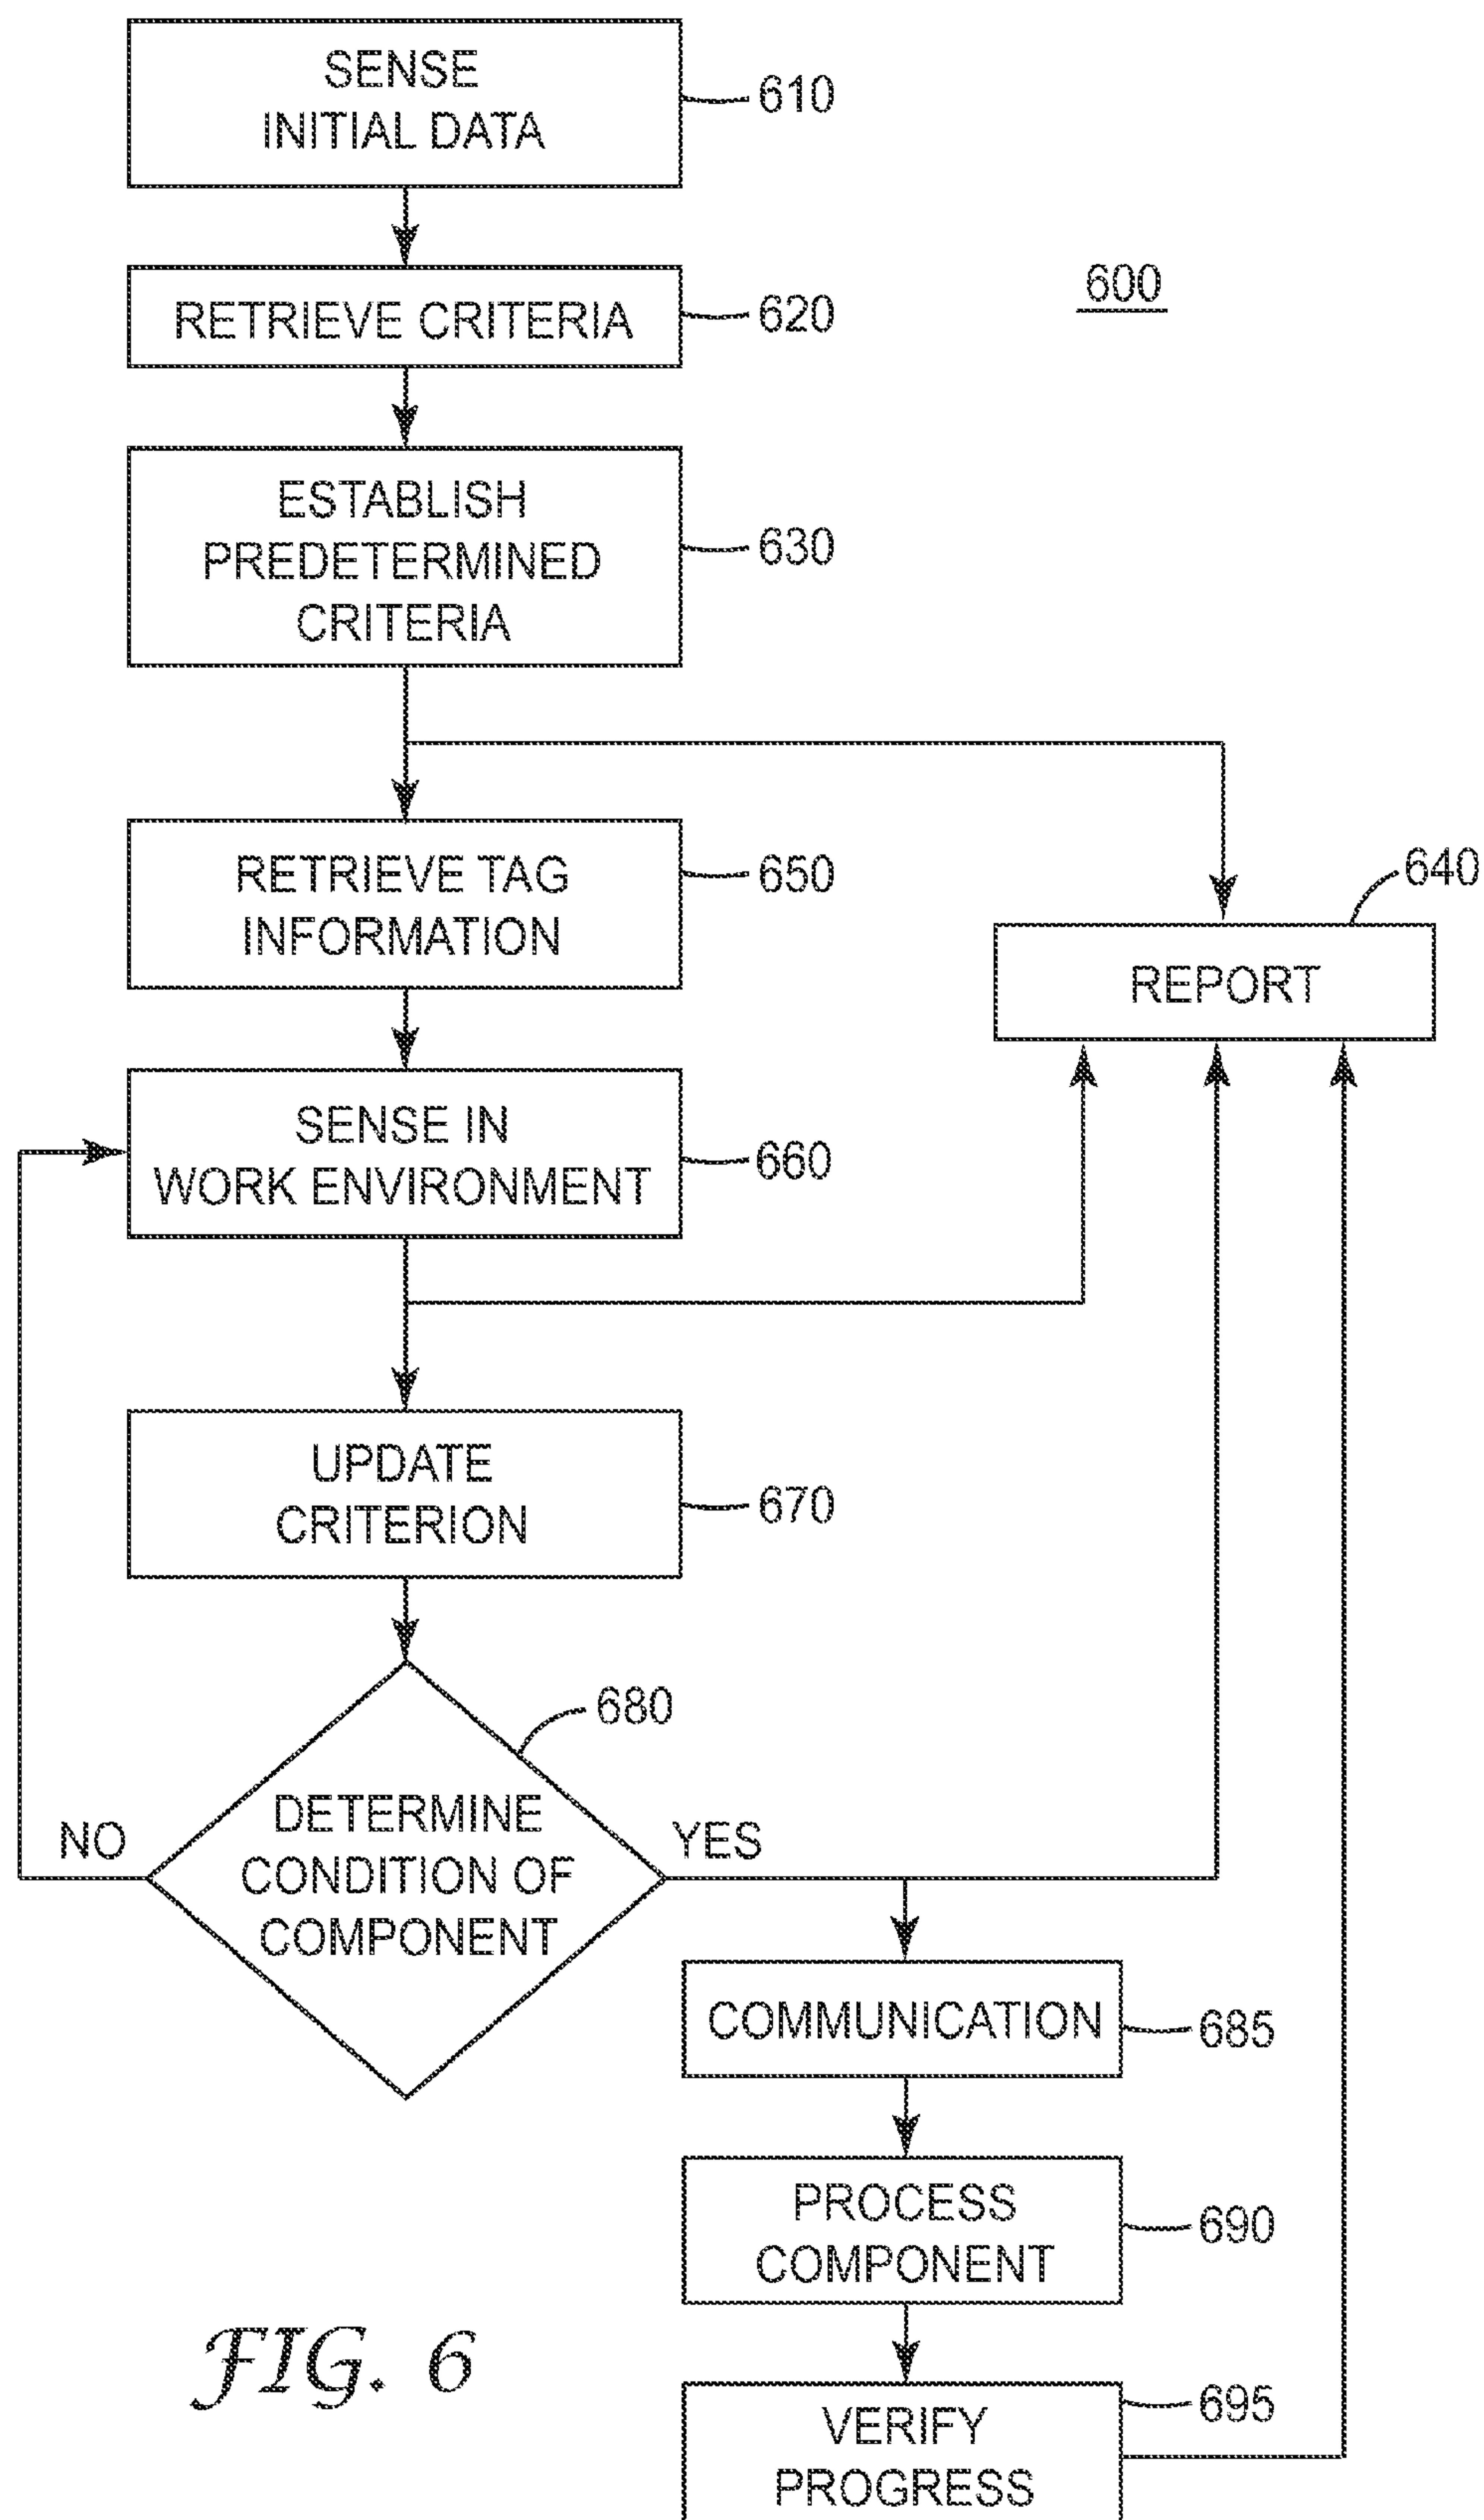 SENSE
INITIAL DATA
610
RETRIEVE CRITERIA
620
600
ESTABLISH
PREDETERMINED
CRITERIA
630
RETRIEVE TAG
INFORMATION
650
640
REPORT
SENSE IN
WORK ENVIRONMENT
660
UPDATE
CRITERION
670
680
DETERMINE
CONDITION OF
COMPONENT
NO
YES
COMMUNICATION
685
PROCESS
COMPONENT
690
VERIFY
PROGRESS
695
FIG. 6